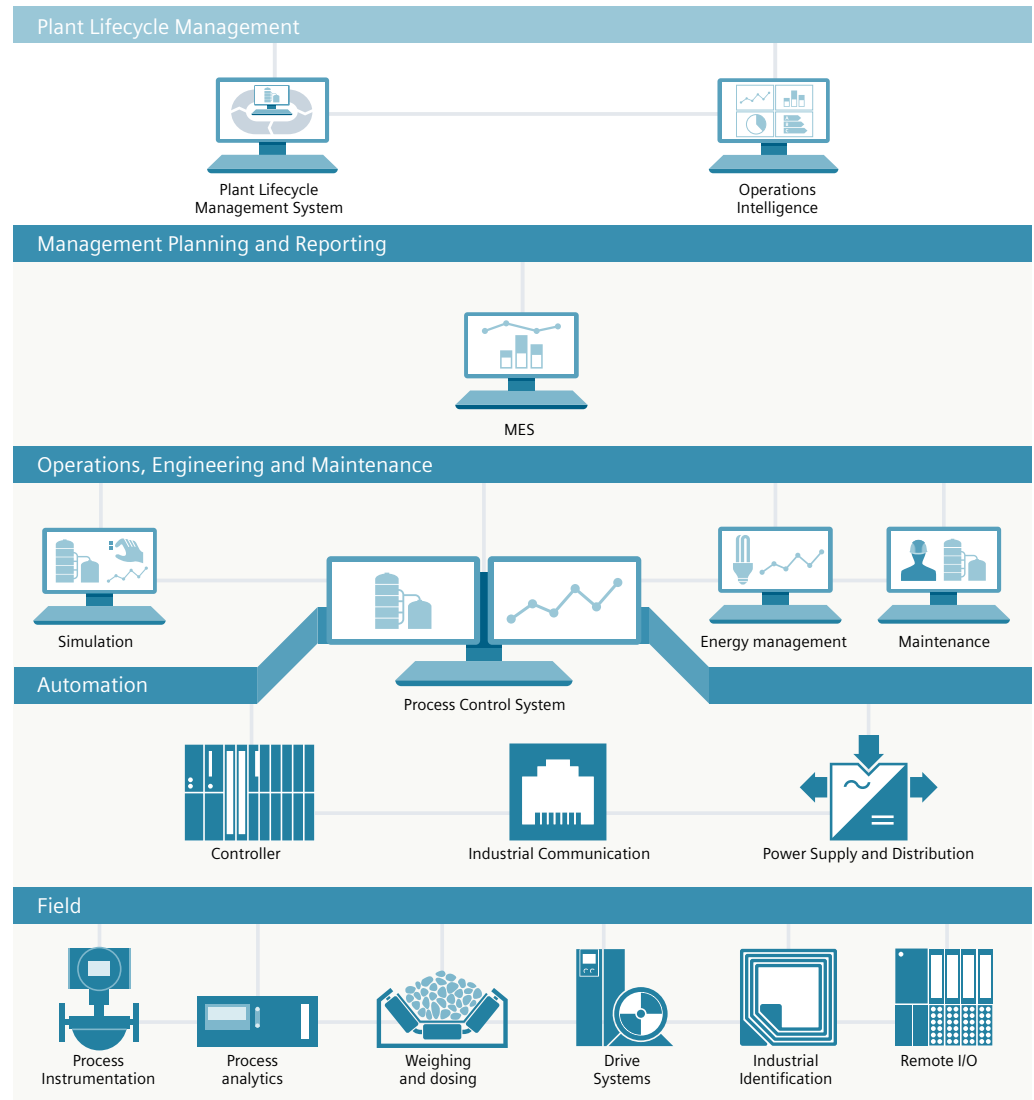 Plant Lifecycle Management
Plant Lifecycle
Management System
Operations
Intelligence
Management Planning and Reporting
MES
Operations, Engineering and Maintenance
Simulation
Process Control System
Energy management
Maintenance
Automation
Controller
Industrial Communication
Power Supply and Distribution
Field
Process
Instrumentation
Process
analytics
Weighing
and dosing
Drive
Systems
Industrial
Identification
Remote I/O